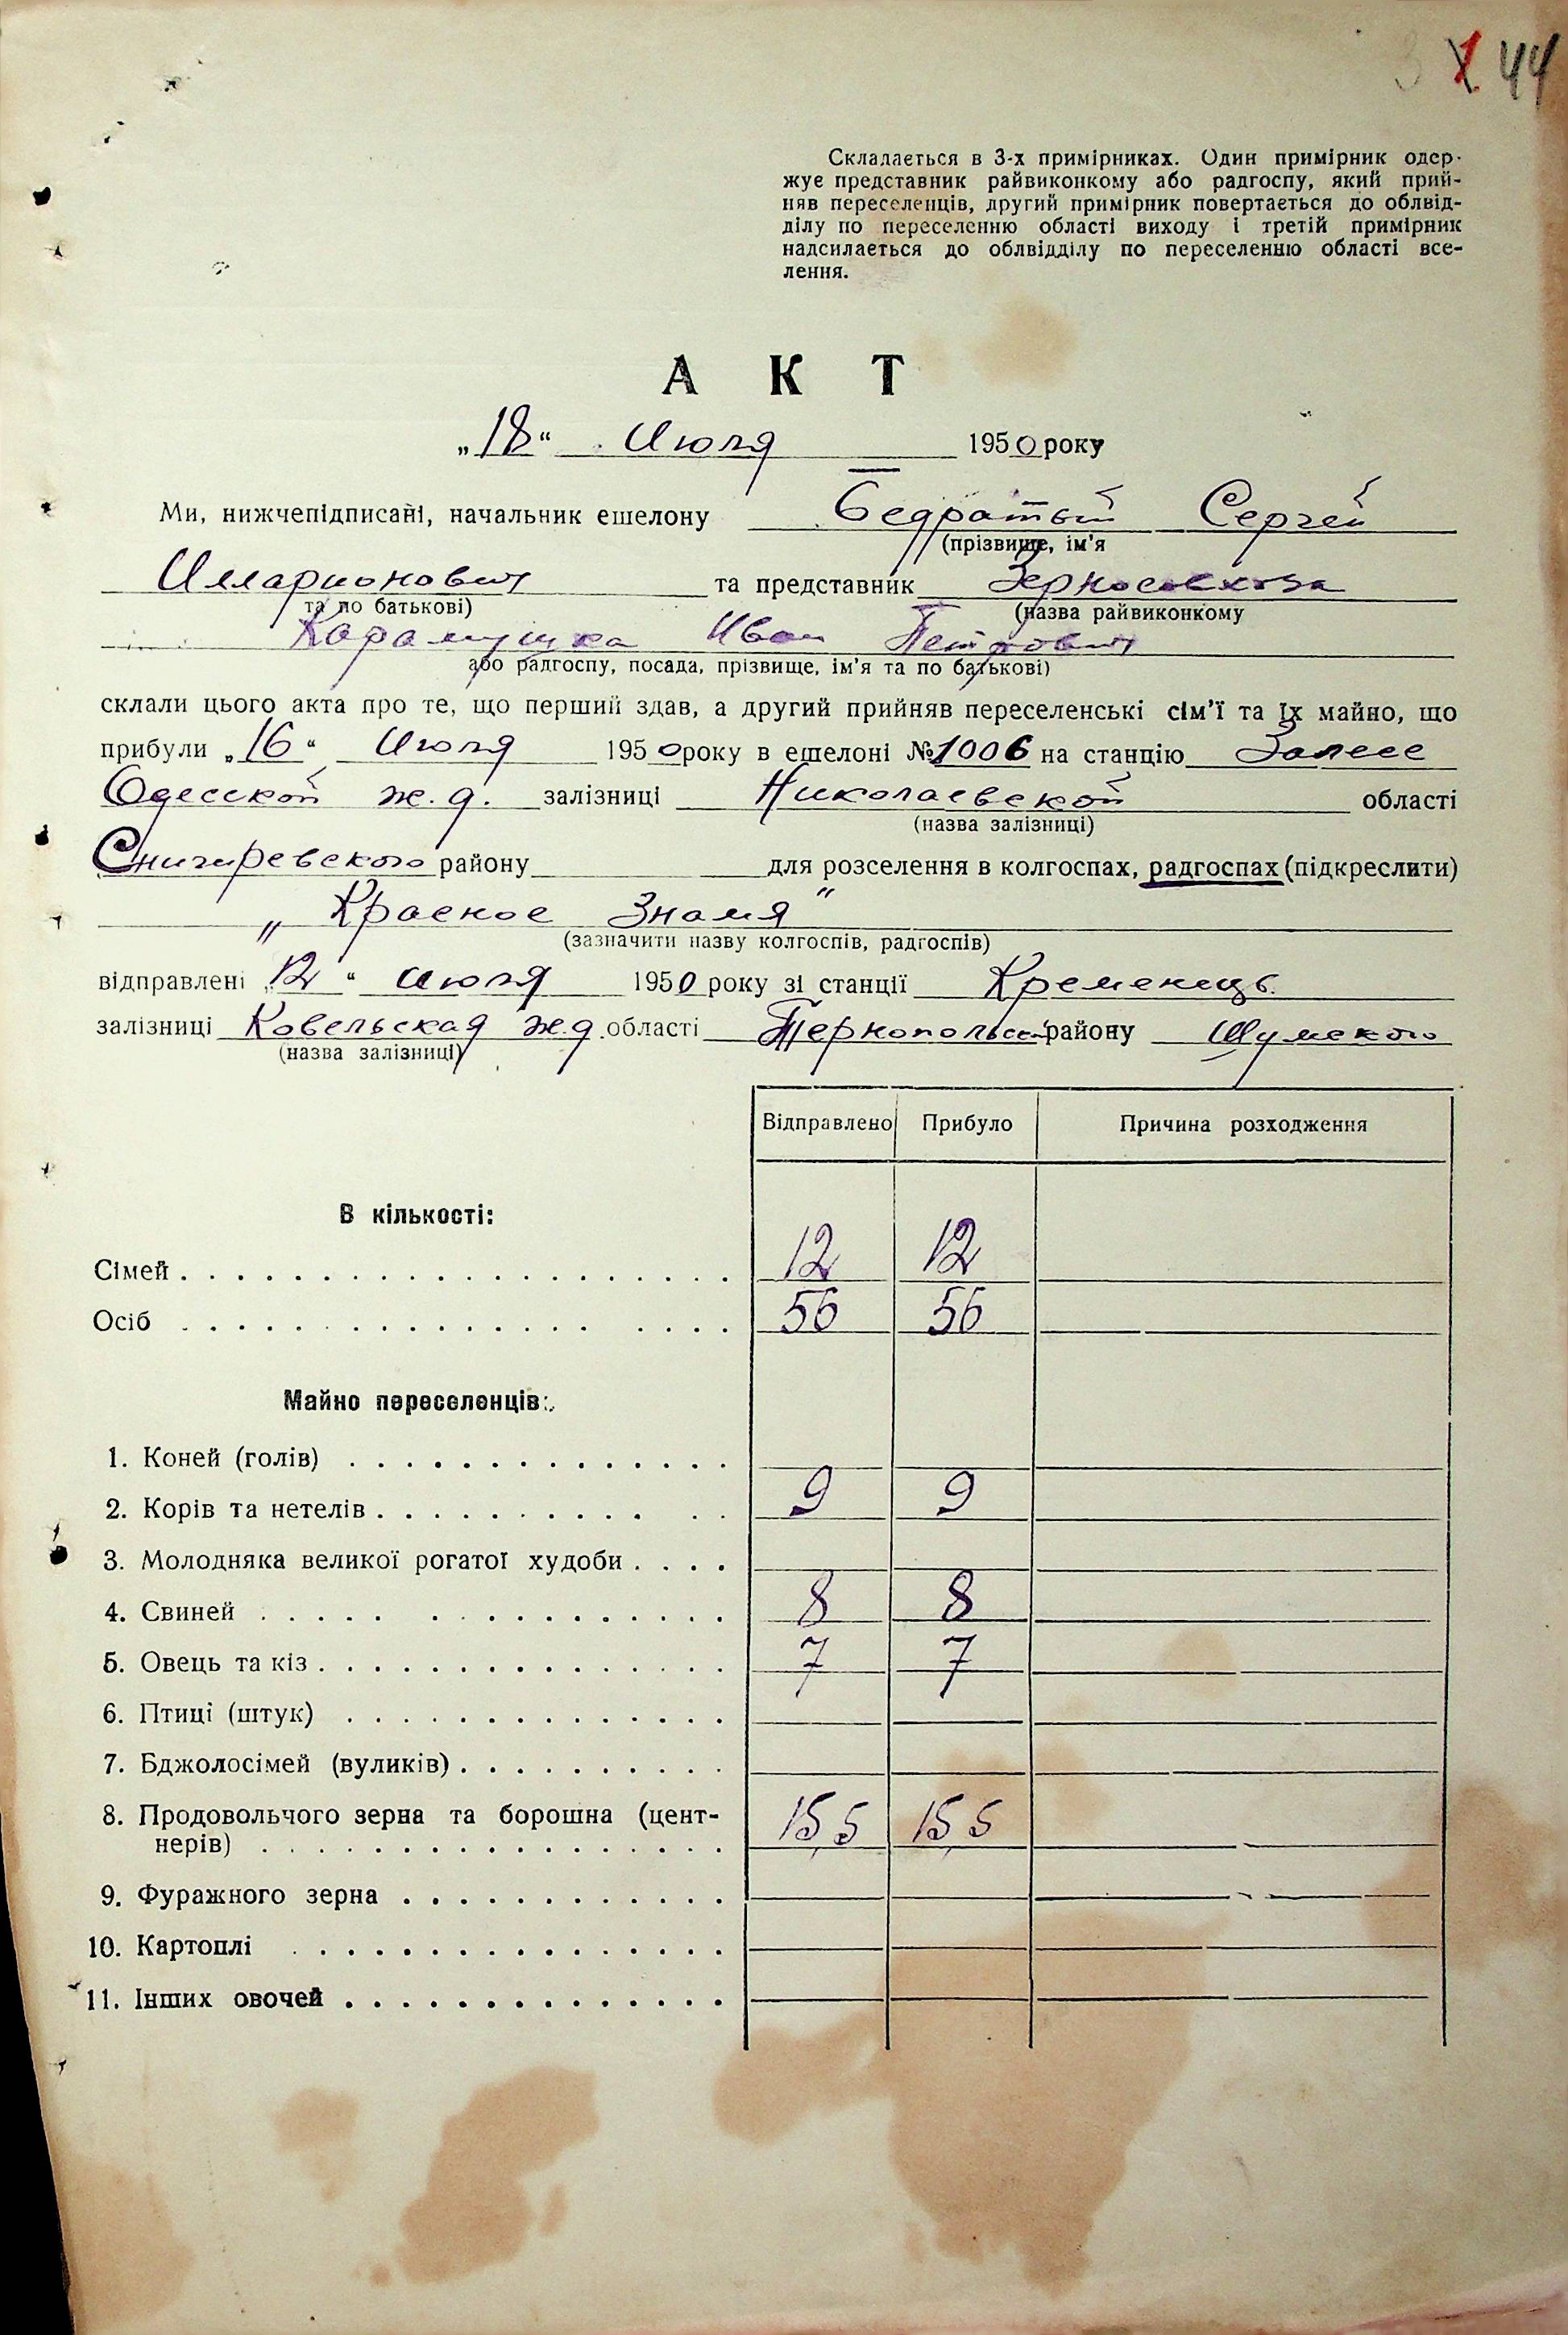 44
Складається в 3-х примірниках. Один примірник одер-
жує представник райвиконкому або радгоспу, який прий-
няв переселенців, другий примірник повертається до облвід-
ділу по переселенню області виходу і третій примірник
надсилається до облвідділу по переселенню області все-
лення.
А К Т
„18“ Июля 1950 року
Ми, нижчепідписані, начальник ешелону Бедратый Сергей
(прізвище, ім'я
Илларионович та представник Зерносовхоза
та по батькові) (назва райвиконкому
Карамушка Иван Петрович
або радгоспу, посада, прізвище, ім'я та по батькові)
склали цього акта про те, що перший здав, а другий прийняв переселенські сім'ї та їх майно, що
прибули „16“ Июля 1950 року в ешелоні №1006 на станцію
Одесской ж.д. залізниці Николаевской області
(назва залізниці)
Снигиревского району для розселення в колгоспах, радгоспах (підкреслити)
„Красное Знамя“
(зазначити назву колгоспів, радгоспів)
відправлені „12“ июля 1950 року зі станції Кременець
залізниці Ковельская ж.д. області Тернопольск району Шумского
(назва залізниці)
Відправлено Прибуло Причина розходження
В кількості:
Сімей 12 12
Осіб 56 56
Майно переселенців:
1. Коней (голів)
2. Корів та нетелів 9 9
3. Молодняка великої рогатої худоби
4. Свиней 8 8
5. Овець та кіз 7 7
6. Птиці (штук)
7. Бджолосімей (вуликів)
8. Продовольчого зерна та борошна (цент-
нерів) 15,5 15,5
9. Фуражного зерна
10. Картоплі
11. Інших овочей